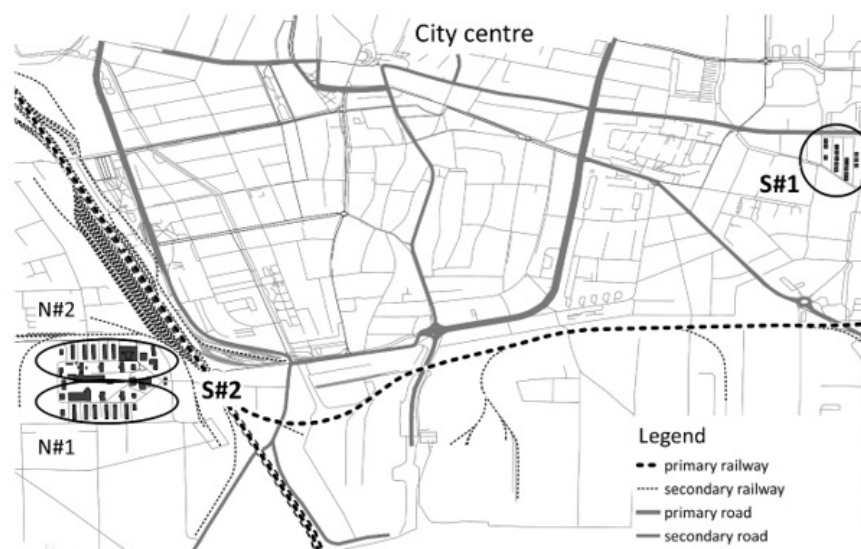 City centre
S#1
N#2
S#2
N#1
Legend
primary railway
secondary railway
primary road
secondary road